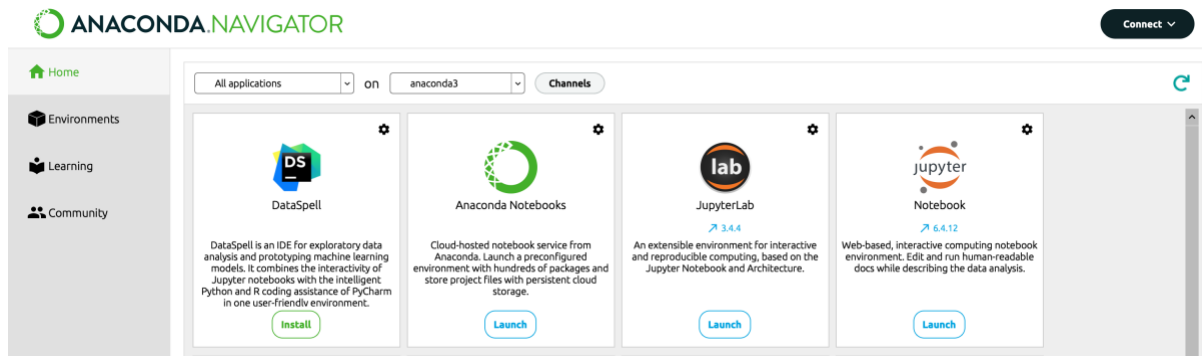 ANACONDA.NAVIGATOR
Connect
Home
Environments
Learning
Community
All applications
on
anaconda3
Channels
DS
DataSpell
DataSpell is an IDE for exploratory data
analysis and prototyping machine learning
models. It combines the interactivity of
Jupyter notebooks with the intelligent
Python and R coding assistance of PyCharm
in one user-friendly environment.
Install
Anaconda Notebooks
Cloud-hosted notebook service from
Anaconda. Launch a preconfigured
environment with hundreds of packages and
store project files with persistent cloud
storage.
Launch
lab
JupyterLab
3.4.4
An extensible environment for interactive
and reproducible computing, based on the
Jupyter Notebook and Architecture.
Launch
jupyter
Notebook
6.4.12
Web-based, interactive computing notebook
environment. Edit and run human-readable
docs while describing the data analysis.
Launch